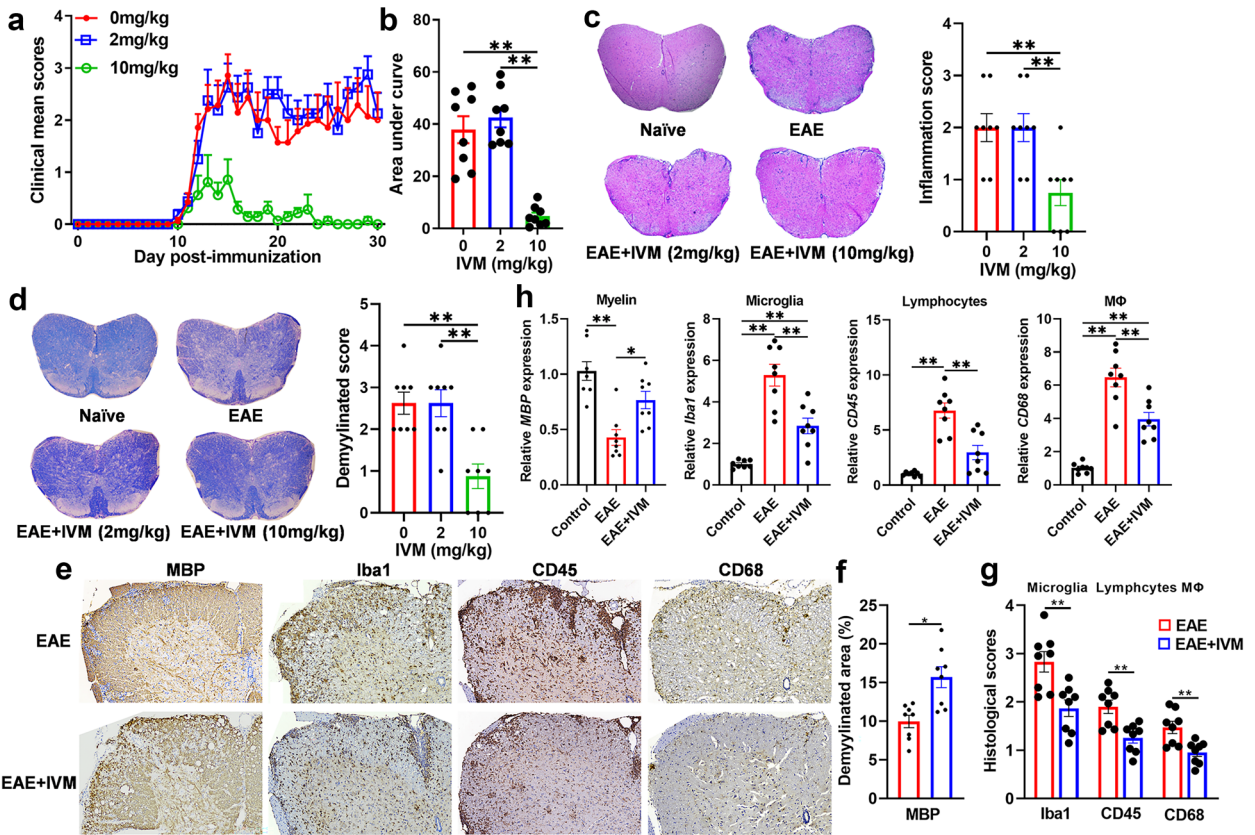 a
0mg/kg
2mg/kg
10mg/kg
Clinical mean scores
4
3
2
1
0
0
10
20
30
Day post-immunization
b
**
**
Area under curve
80
60
40
20
0
0
2
10
IVM (mg/kg)
c
Naïve
EAE
EAE+IVM (2mg/kg)
EAE+IVM (10mg/kg)
**
**
Inflammation score
4
3
2
1
0
0
2
10
IVM (mg/kg)
d
Naïve
EAE
EAE+IVM (2mg/kg)
EAE+IVM (10mg/kg)
**
**
Demylinated score
5
4
3
2
1
0
0
2
10
IVM (mg/kg)
h
Myelin
**
*
Relative MBP expression
1.5
1.0
0.5
0.0
Control
EAE
EAE+IVM
Microglia
**
**
**
Relative Iba1 expression
8
6
4
2
0
Control
EAE
EAE+IVM
Lymphocytes
**
**
Relative CD45 expression
20
15
10
5
0
Control
EAE
EAE+IVM
MΦ
**
**
**
Relative CD68 expression
10
8
6
4
2
0
Control
EAE
EAE+IVM
e
MBP
Iba1
CD45
CD68
EAE
EAE+IVM
f
*
Demyylinated area (%)
25
20
15
10
5
0
MBP
g
Microglia
Lymphcytes
MΦ
**
**
**
EAE
EAE+IVM
Histological scores
4
3
2
1
0
Iba1
CD45
CD68